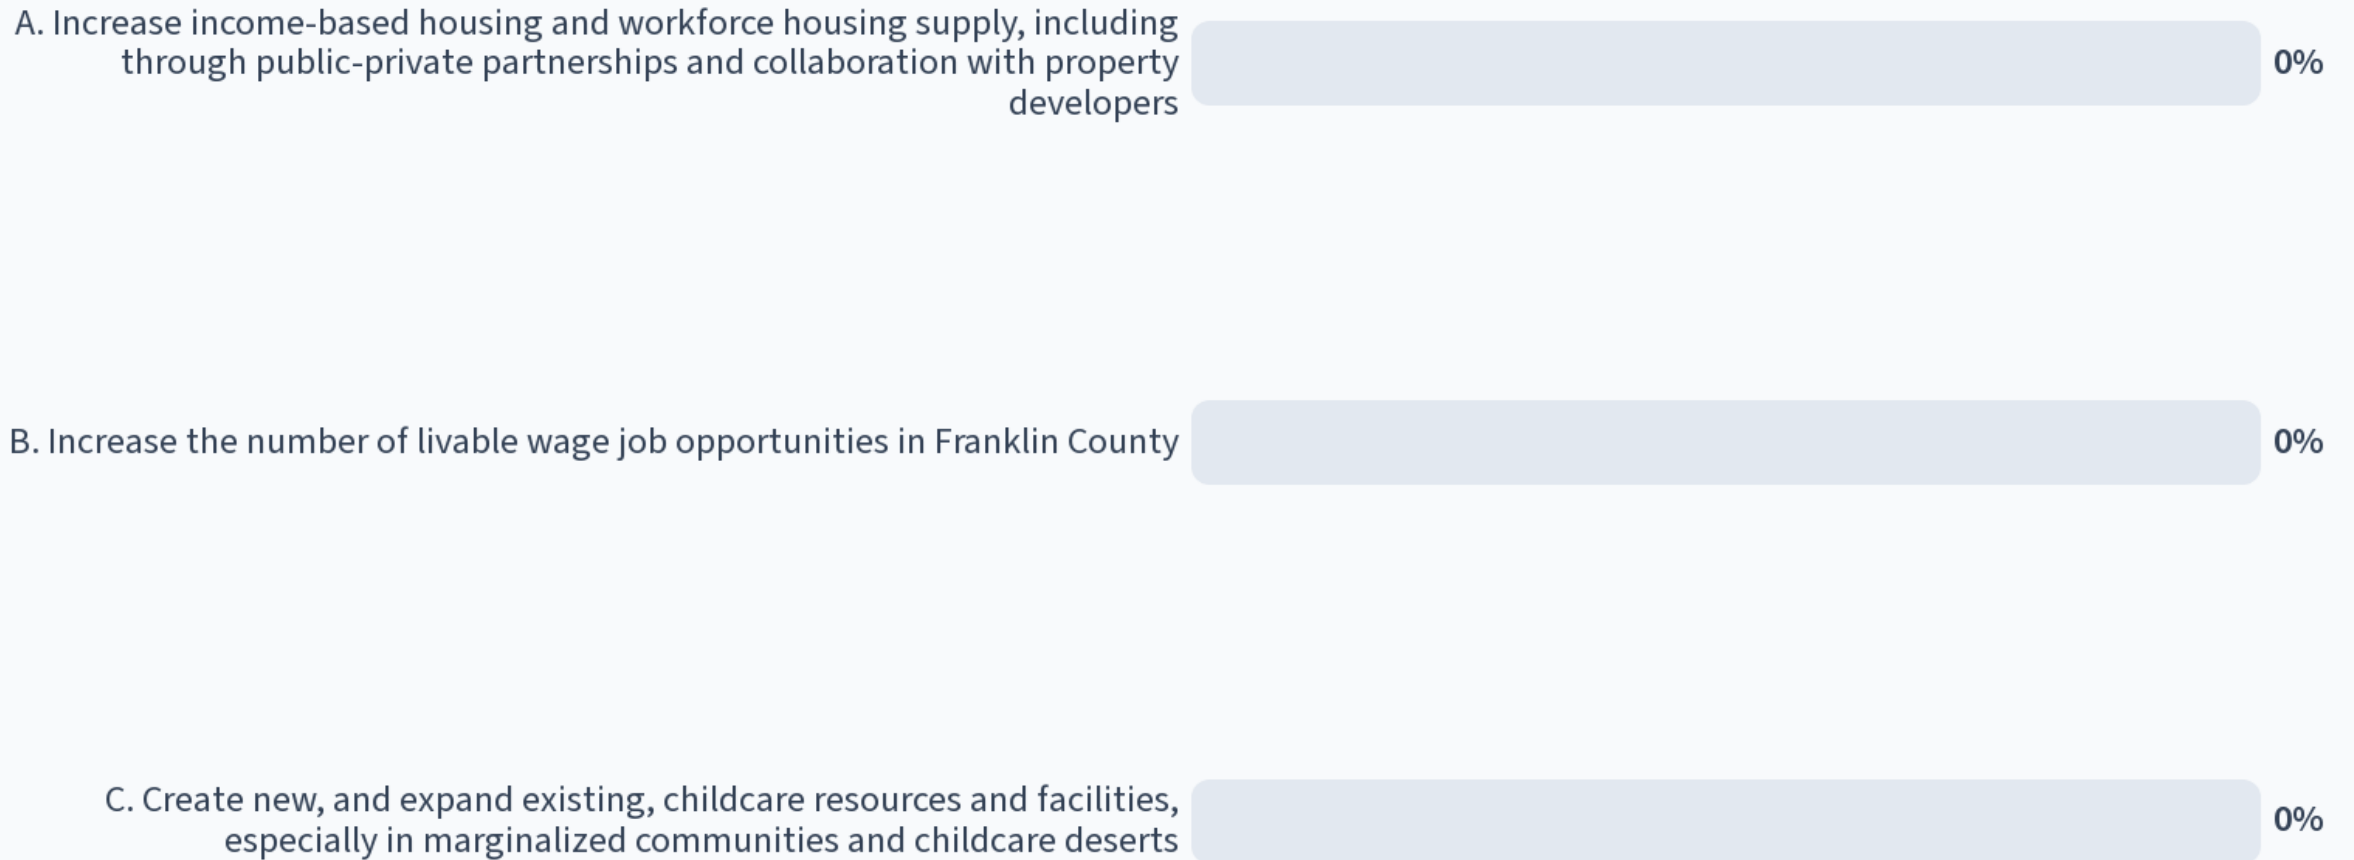 A. Increase income-based housing and workforce housing supply, including
through public-private partnerships and collaboration with property
developers
0%
B. Increase the number of livable wage job opportunities in Franklin County
0%
C. Create new, and expand existing, childcare resources and facilities,
especially in marginalized communities and childcare deserts
0%